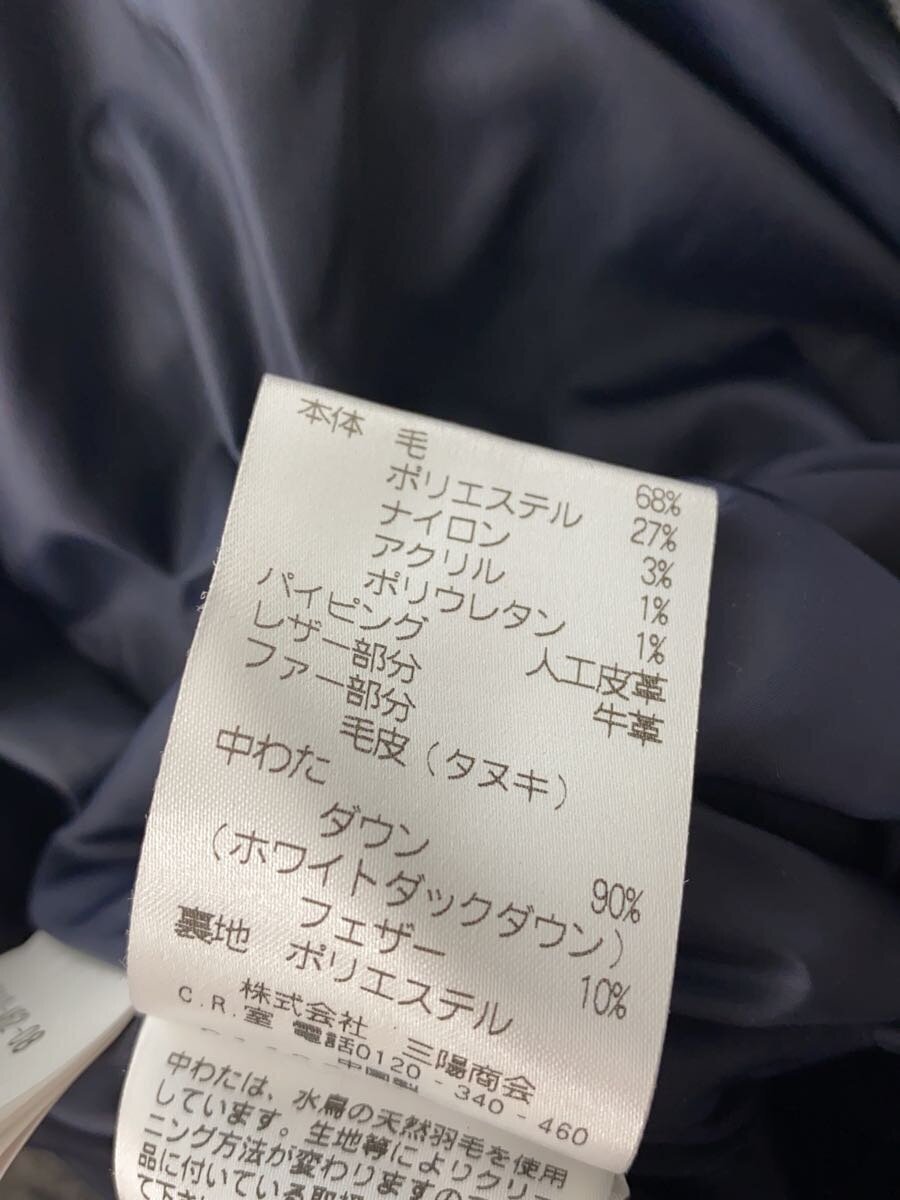 本体 毛 68%
ポリエステル 27%
ナイロン 3%
アクリル 1%
ポリウレタン 1%
パイピング 人工皮革
レザー部分 牛革
ファー部分
毛皮（タヌキ）
中わた
ダウン 90%
（ホワイトダックダウン）
フェザー 10%
裏地 ポリエステル
株式会社 三陽商会
C.R.室 電話0120-340-460
中わたは、水鳥の天然羽毛を使用
しています。生地等によりクリー
ニング方法が変わりますので
品に付いている取扱
て下さい
02-08